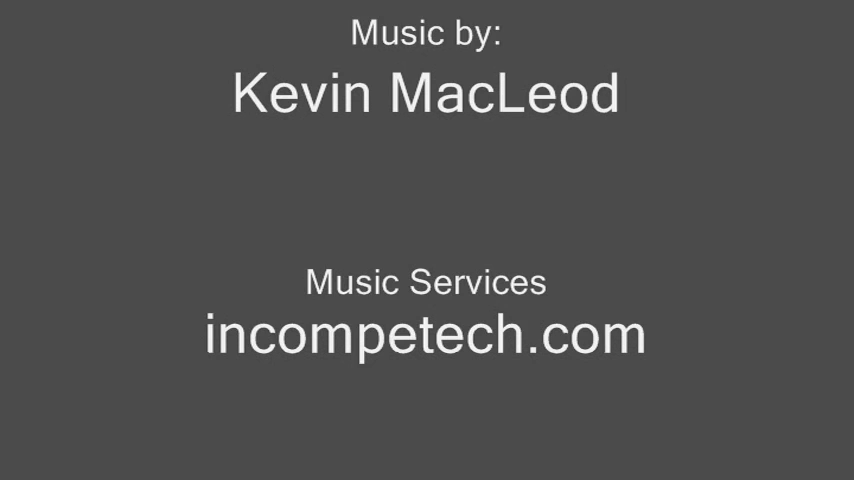 Music by:
Kevin MacLeod
Music Services
incompetech.com